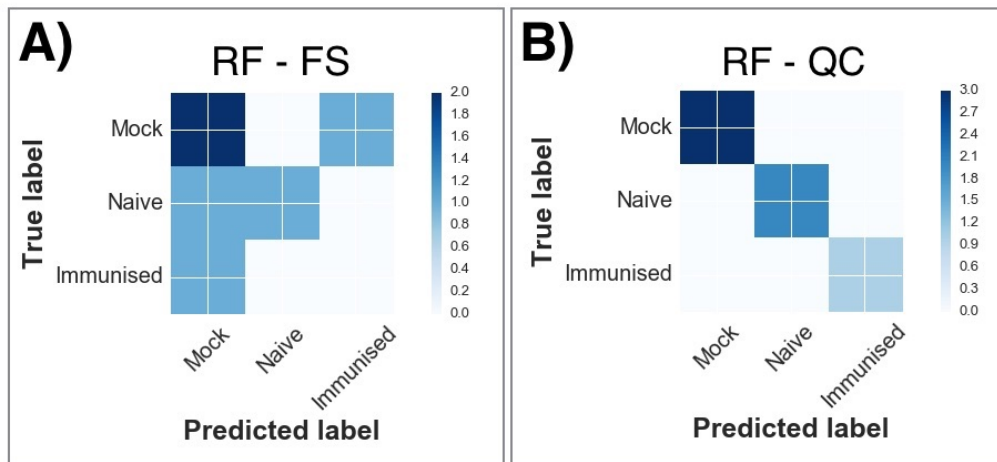 A)
RF - FS
True label
Mock
Naive
Immunised
2.0
1.8
1.6
1.4
1.2
1.0
0.8
0.6
0.4
0.2
0.0
Mock
Naive
Immunised
Predicted label
B)
RF - QC
True label
Mock
Naive
Immunised
3.0
2.7
2.4
2.1
1.8
1.5
1.2
0.9
0.6
0.3
0.0
Mock
Naive
Immunised
Predicted label